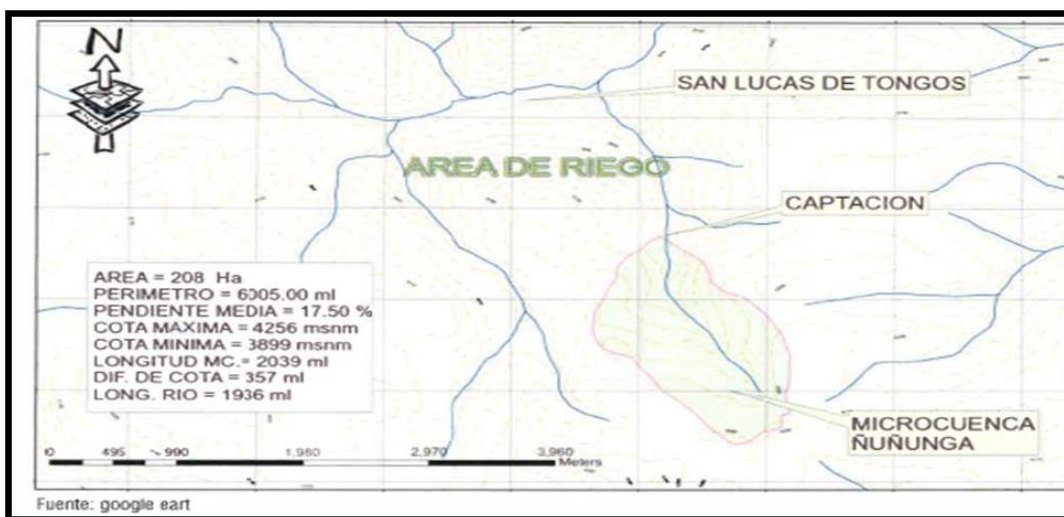 N
SAN LUCAS DE TONGOS
AREA DE RIEGO
CAPTACION
AREA = 208 Ha
PERIMETRO = 6005.00 ml
PENDIENTE MEDIA = 17.50 %
COTA MAXIMA = 4256 msnm
COTA MINIMA = 3899 msnm
LONGITUD MC.= 2039 ml
DIF. DE COTA = 357 ml
LONG. RIO = 1936 ml
MICROCUENCA
ÑUÑUNGA
0 495 990 1,980 2,970 3,960
Meters
Fuente: google eart